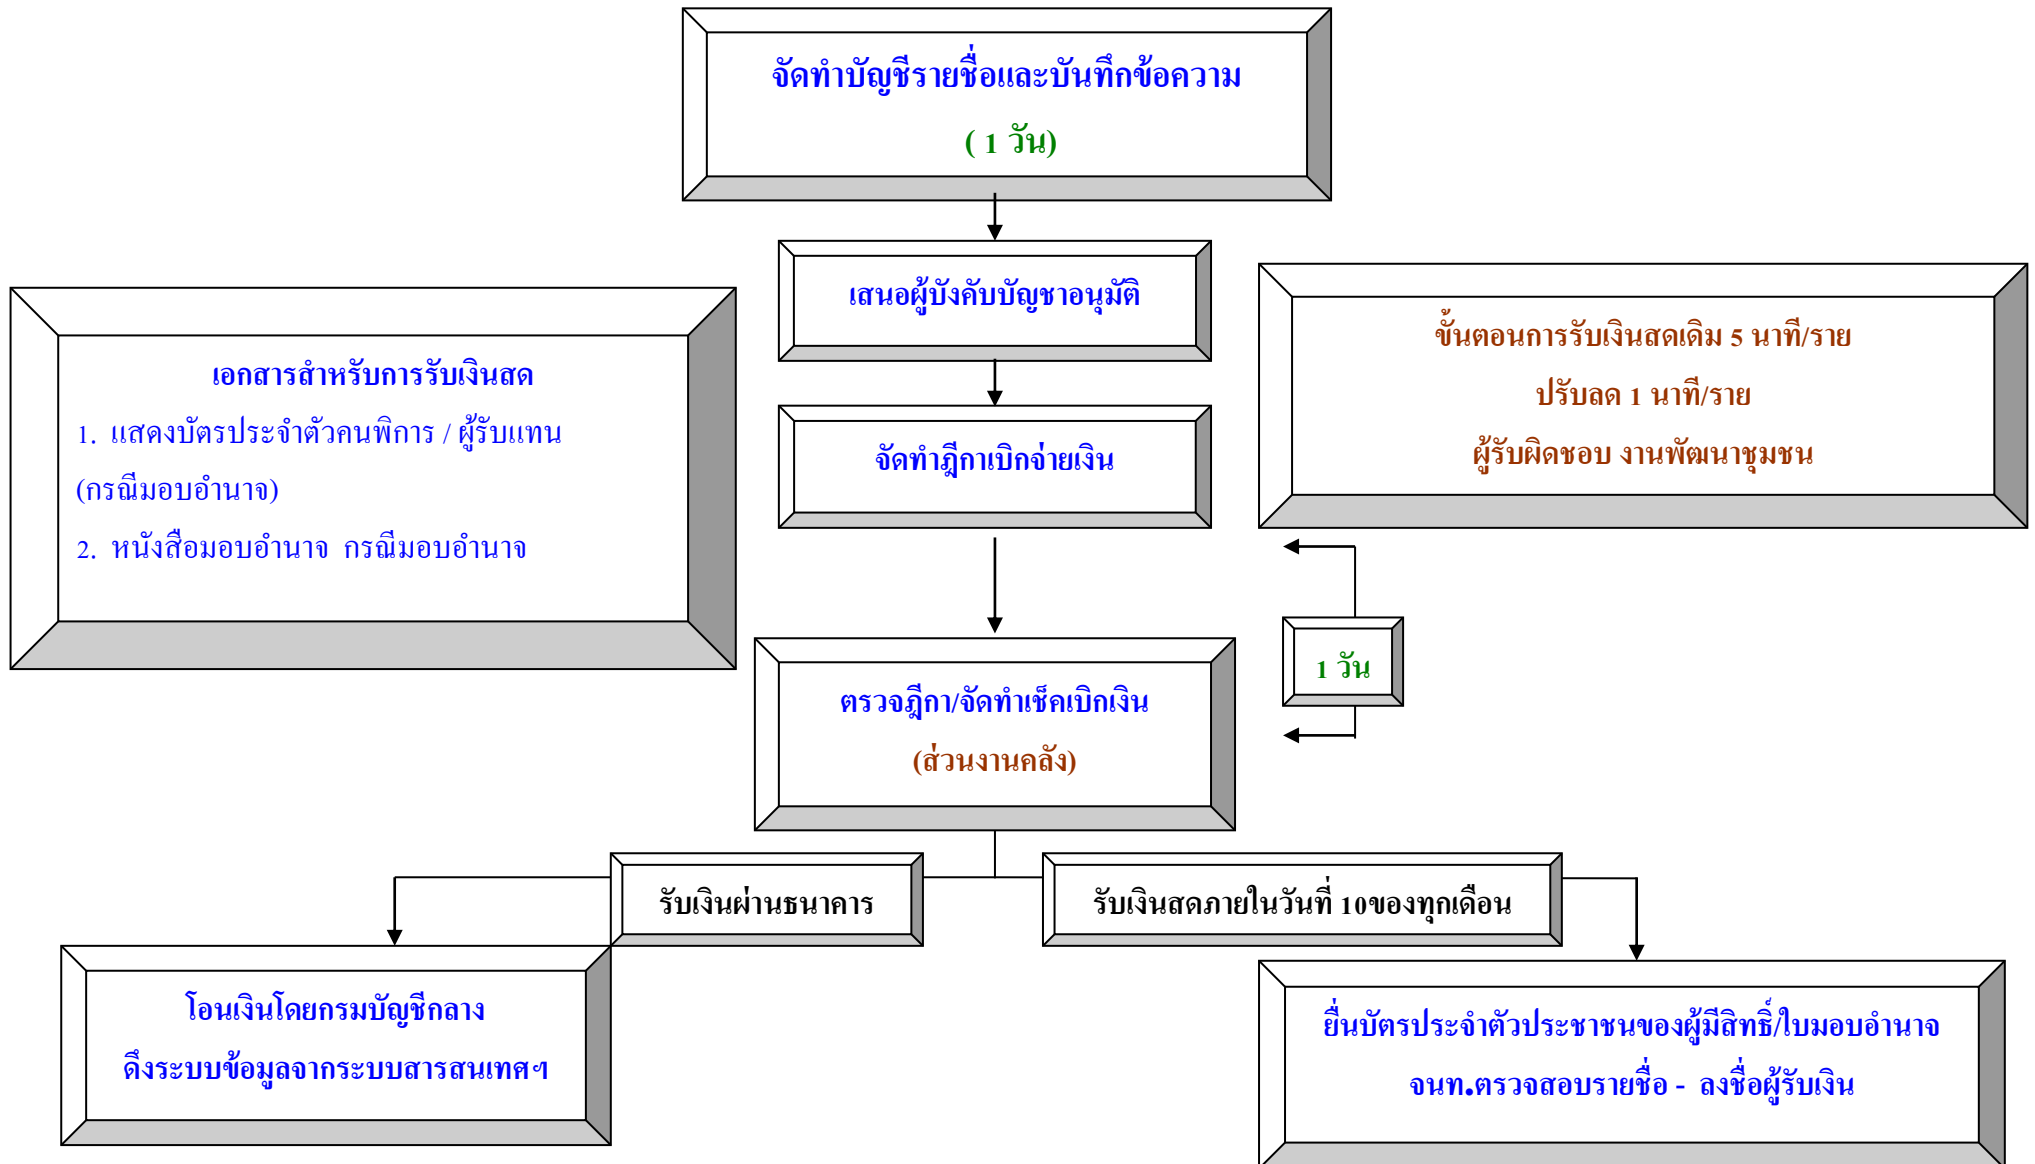 จัดทำบัญชีรายชื่อและบันทึกข้อความ
( 1 วัน)
เสนอผู้บังคับบัญชาอนุมัติ
เอกสารสำหรับการรับเงินสด
1. แสดงบัตรประจำตัวคนพิการ / ผู้รับแทน
(กรณีมอบอำนาจ)
2. หนังสือมอบอำนาจ กรณีมอบอำนาจ
จัดทำฎีกาเบิกจ่ายเงิน
ขั้นตอนการรับเงินสดเดิม 5 นาที/ราย
ปรับลด 1 นาที/ราย
ผู้รับผิดชอบ งานพัฒนาชุมชน
1 วัน
ตรวจฎีกา/จัดทำเช็คเบิกเงิน
(ส่วนงานคลัง)
รับเงินผ่านธนาคาร
รับเงินสดภายในวันที่ 10ของทุกเดือน
โอนเงินโดยกรมบัญชีกลาง
ดึงระบบข้อมูลจากระบบสารสนเทศฯ
ยื่นบัตรประจำตัวประชาชนของผู้มีสิทธิ์/ใบมอบอำนาจ
จนท.ตรวจสอบรายชื่อ - ลงชื่อผู้รับเงิน